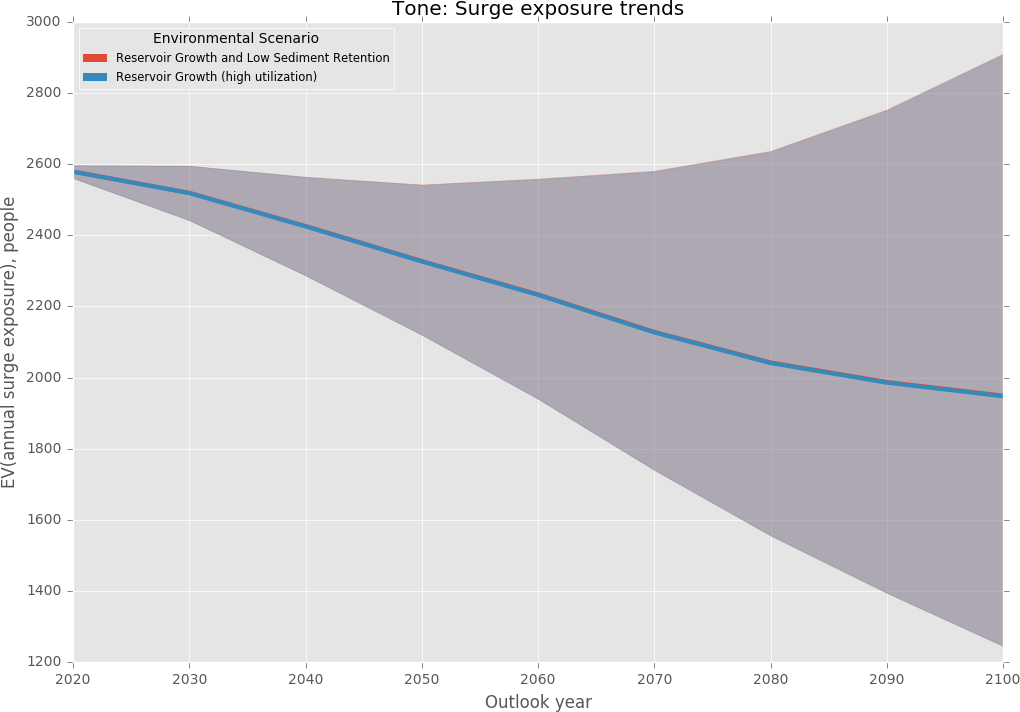 Tone: Surge exposure trends
3000
2800
2600
2400
2200
2000
1800
1600
1400
1200
EV(annual surge exposure), people
Environmental Scenario
Reservoir Growth and Low Sediment Retention
Reservoir Growth (high utilization)
2020 2030 2040 2050 2060 2070 2080 2090 2100
Outlook year